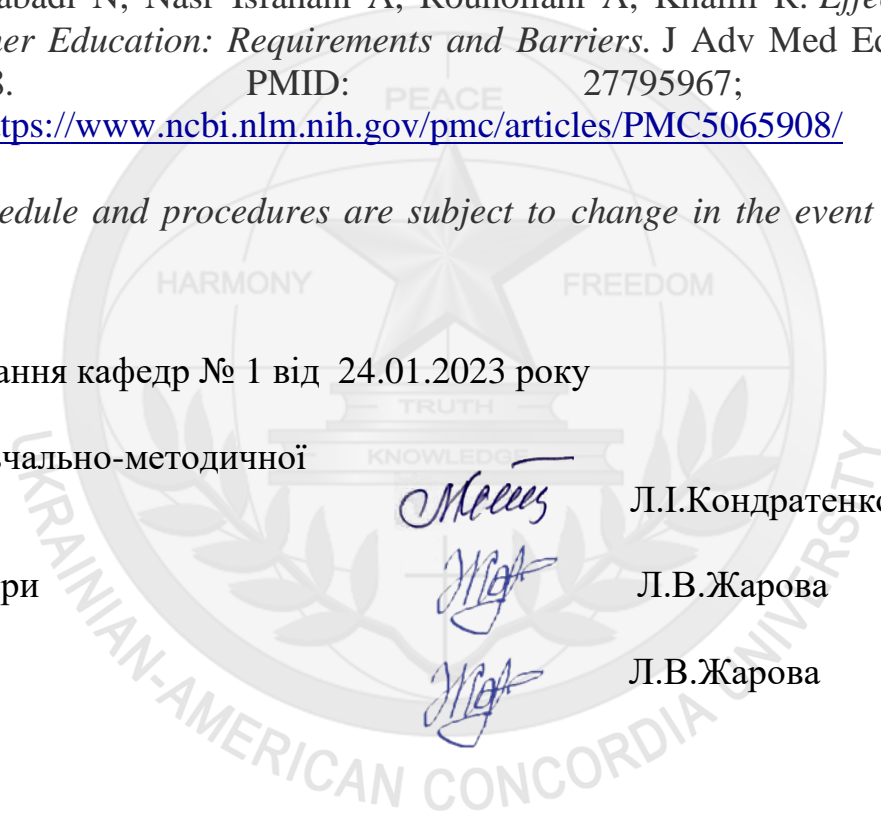 abadi N, Nasr Isfahani A, Rouhollahi A, Khalili R. Effe
er Education: Requirements and Barriers. J Adv Med Ed
8. PMID: 27795967;
ttps://www.ncbi.nlm.nih.gov/pmc/articles/PMC5065908/
edule and procedures are subject to change in the event
ання кафедр № 1 від 24.01.2023 року
вчально-методичної
Л.І.Кондратенко
ри
Л.В.Жарова
Л.В.Жарова
PEACE
HARMONY
FREEDOM
TRUTH
KNOWLEDGE
UKRAINIAN-AMERICAN CONCORDIA UNIVERSITY